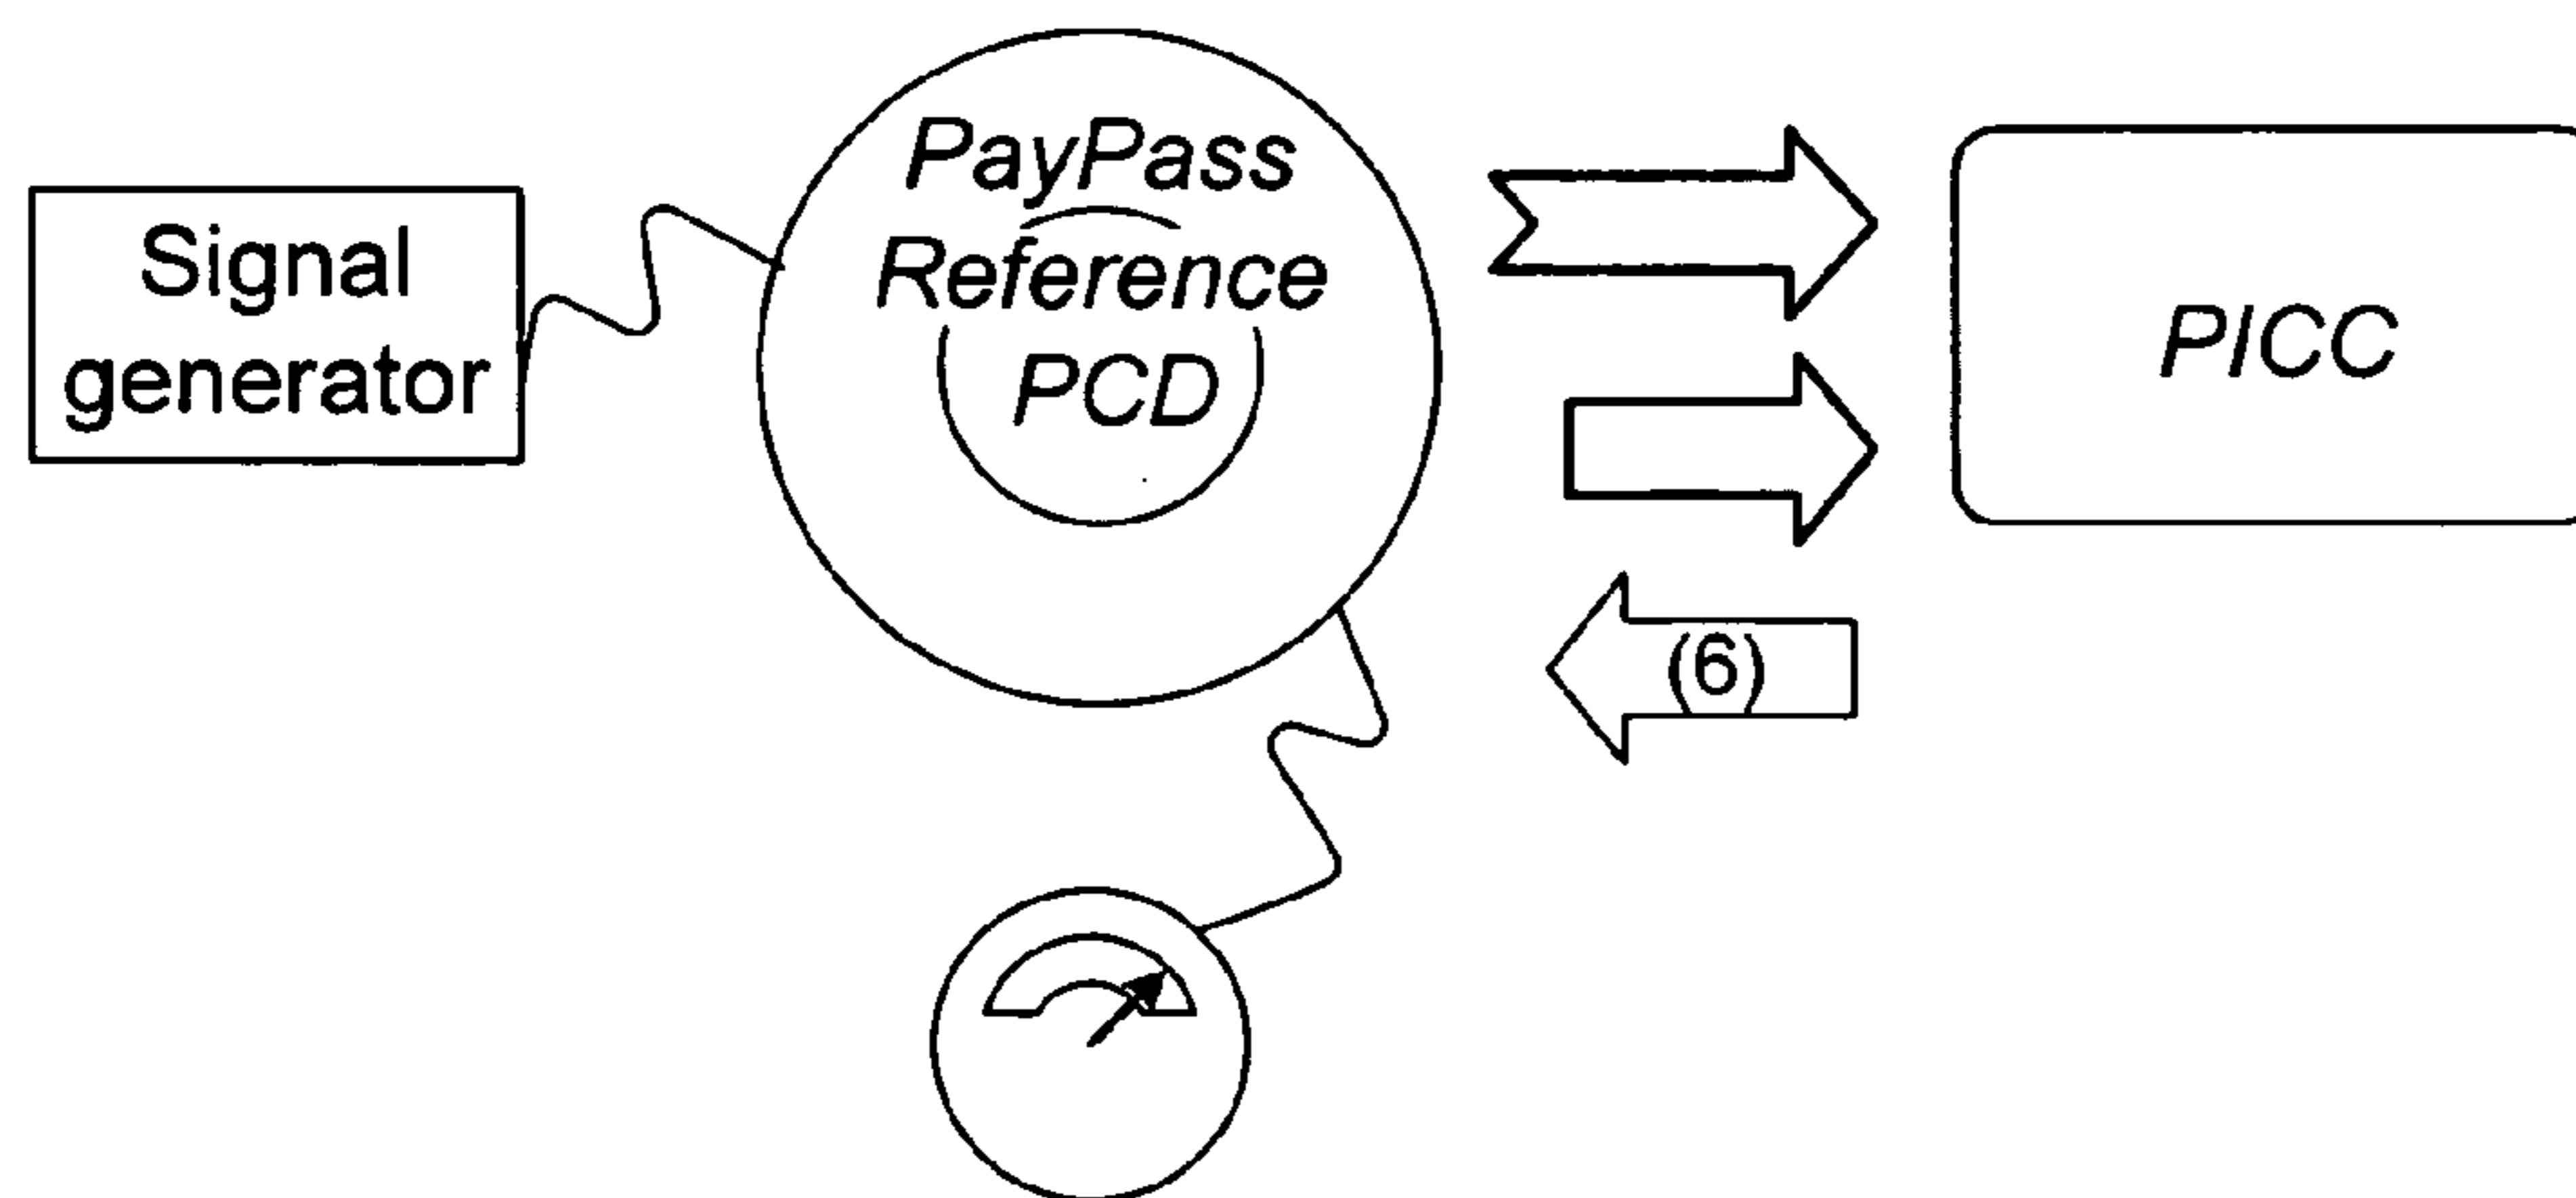 Signal
generator
PayPass
Reference
PCD
PICC
(6)